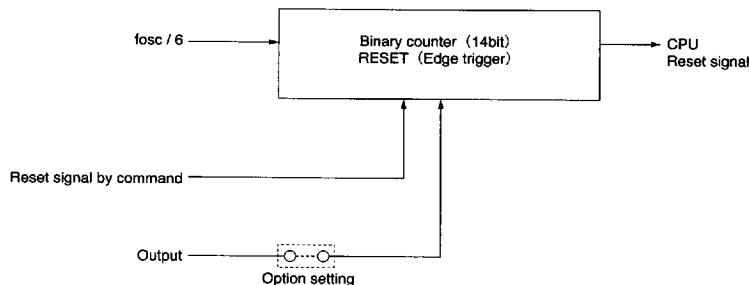 fosc / 6
Binary counter (14bit)
RESET (Edge trigger)
CPU
Reset signal
Reset signal by command
Output
Option setting